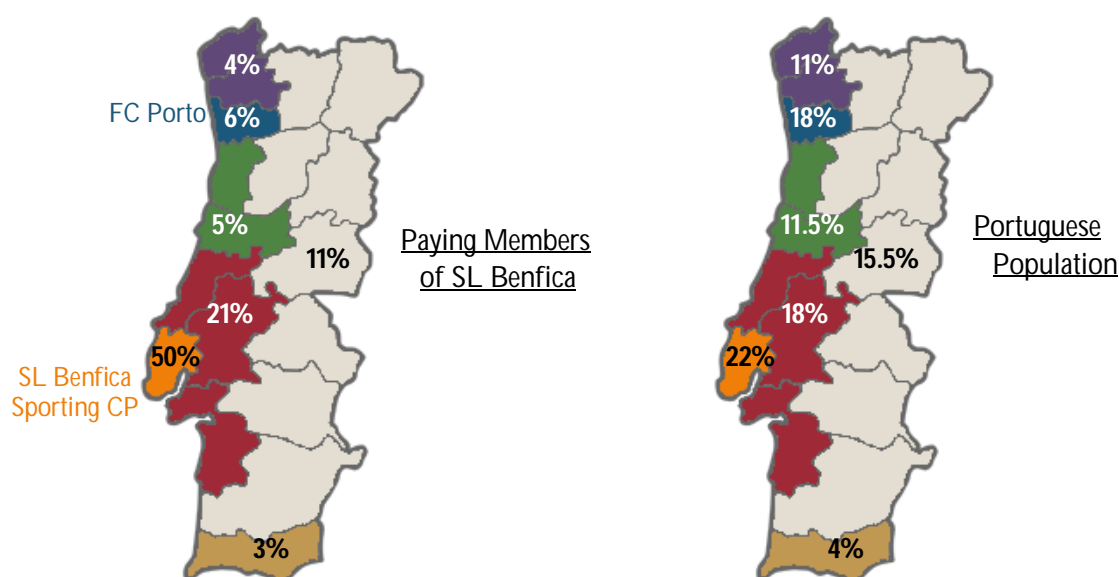 4%
FC Porto
6%
5%
11%
Paying Members
of SL Benfica
21%
50%
SL Benfica
Sporting CP
3%
11%
18%
11.5%
15.5%
Portuguese
Population
18%
22%
4%